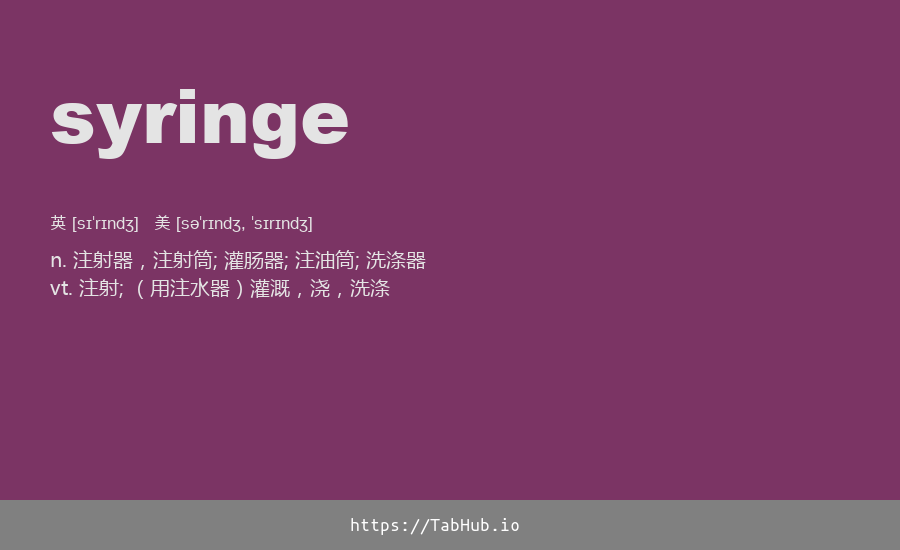 syringe
英 [sɪˈrɪndʒ]   美 [səˈrɪndʒ, ˈsɪrɪndʒ]
n. 注射器，注射筒; 灌肠器; 注油筒; 洗涤器
vt. 注射; （用注水器）灌溉，浇，洗涤
https://TabHub.io